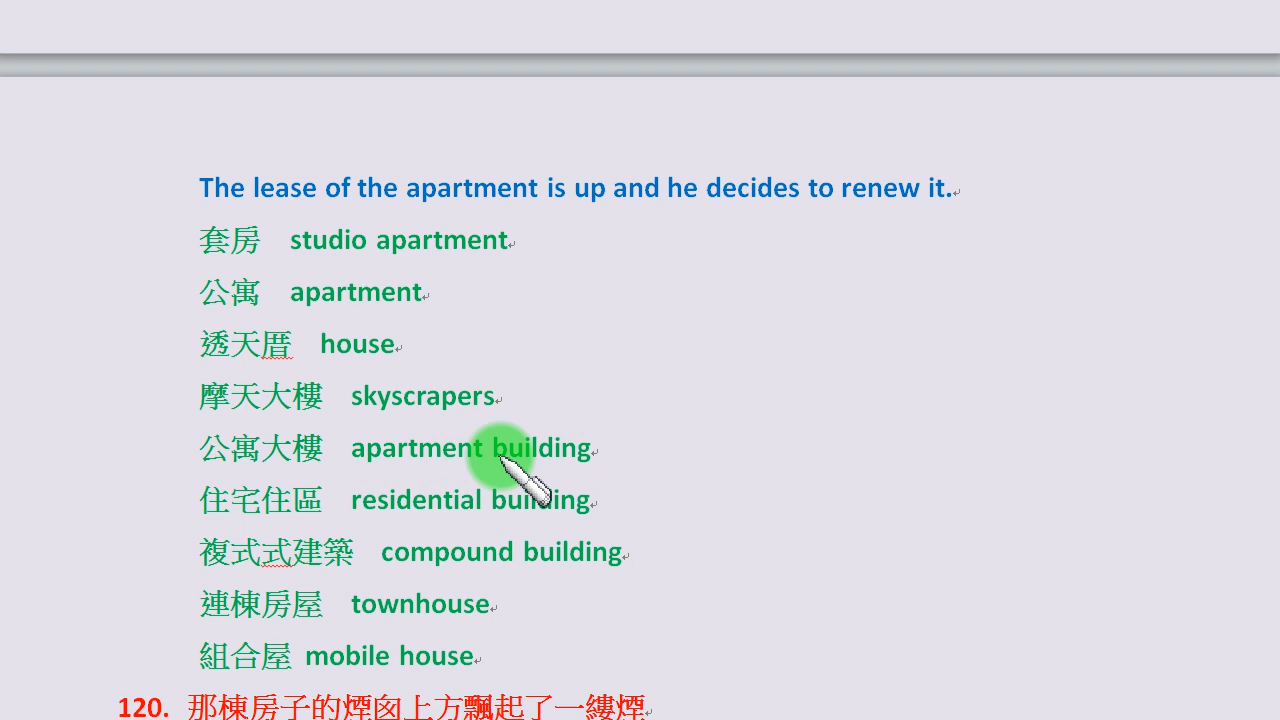 The lease of the apartment is up and he decides to renew it.
套房 studio apartment
公寓 apartment
透天厝 house
摩天大樓 skyscrapers
公寓大樓 apartment building
住宅住區 residential building
複式式建築 compound building
連棟房屋 townhouse
組合屋 mobile house
120. 那棟房子的煙囪上方飄起了一縷煙